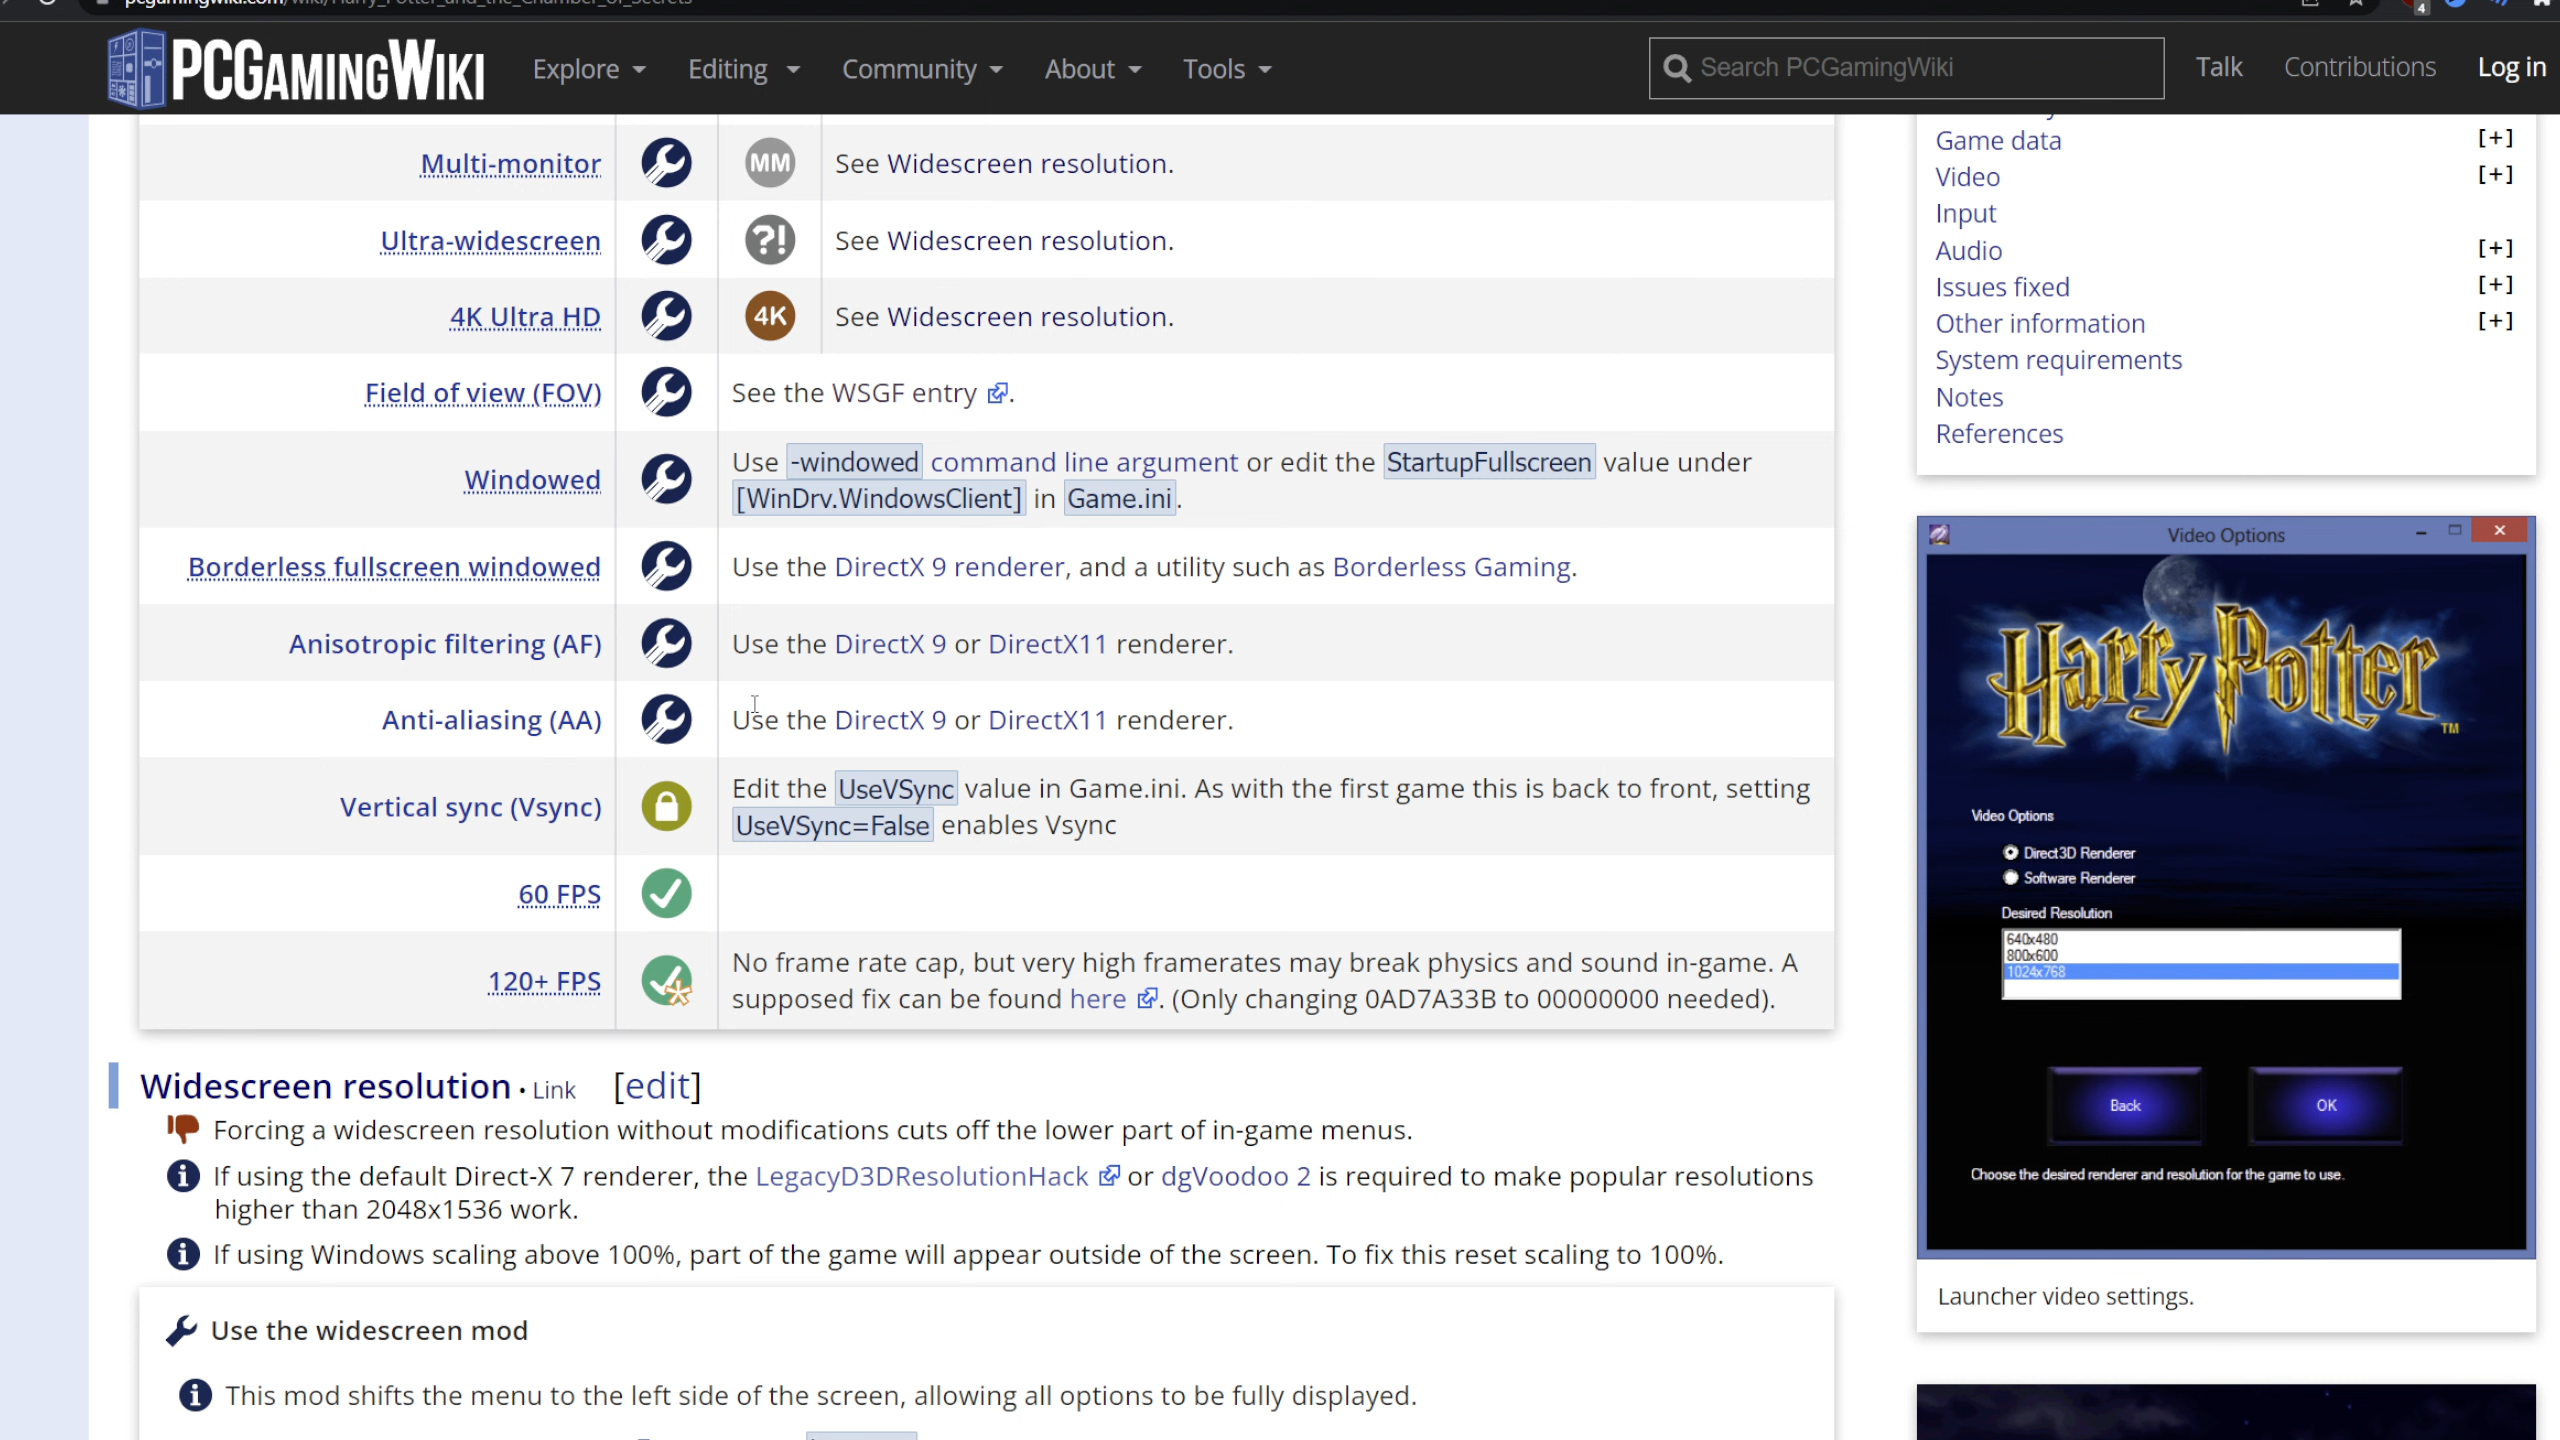 pcgamingwiki.com/wiki/Harry_Potter_and_the_Chamber_of_Secrets
4
PCGamingWiki
Explore
Editing
Community
About
Tools
Search PCGamingWiki
Talk
Contributions
Log in
Multi-monitor
MM
See Widescreen resolution.
Ultra-widescreen
?!
See Widescreen resolution.
4K Ultra HD
4K
See Widescreen resolution.
Field of view (FOV)
See the WSGF entry .
Windowed
Use -windowed command line argument or edit the StartupFullscreen value under
[WinDrv.WindowsClient] in Game.ini.
Borderless fullscreen windowed
Use the DirectX 9 renderer, and a utility such as Borderless Gaming.
Anisotropic filtering (AF)
Use the DirectX 9 or DirectX11 renderer.
Anti-aliasing (AA)
Use the DirectX 9 or DirectX11 renderer.
Vertical sync (Vsync)
Edit the UseVSync value in Game.ini. As with the first game this is back to front, setting
UseVSync=False enables Vsync
60 FPS
120+ FPS
No frame rate cap, but very high framerates may break physics and sound in-game. A
supposed fix can be found here . (Only changing 0AD7A33B to 00000000 needed).
Widescreen resolution • Link [edit]
Forcing a widescreen resolution without modifications cuts off the lower part of in-game menus.
If using the default Direct-X 7 renderer, the LegacyD3DResolutionHack or dgVoodoo 2 is required to make popular resolutions
higher than 2048x1536 work.
If using Windows scaling above 100%, part of the game will appear outside of the screen. To fix this reset scaling to 100%.
Use the widescreen mod
This mod shifts the menu to the left side of the screen, allowing all options to be fully displayed.
Game data [+]
Video [+]
Input
Audio [+]
Issues fixed [+]
Other information [+]
System requirements
Notes
References
Video Options
Harry Potter
TM
Video Options
Direct3D Renderer
Software Renderer
Desired Resolution
640x480
800x600
1024x768
Back
OK
Choose the desired renderer and resolution for the game to use.
Launcher video settings.